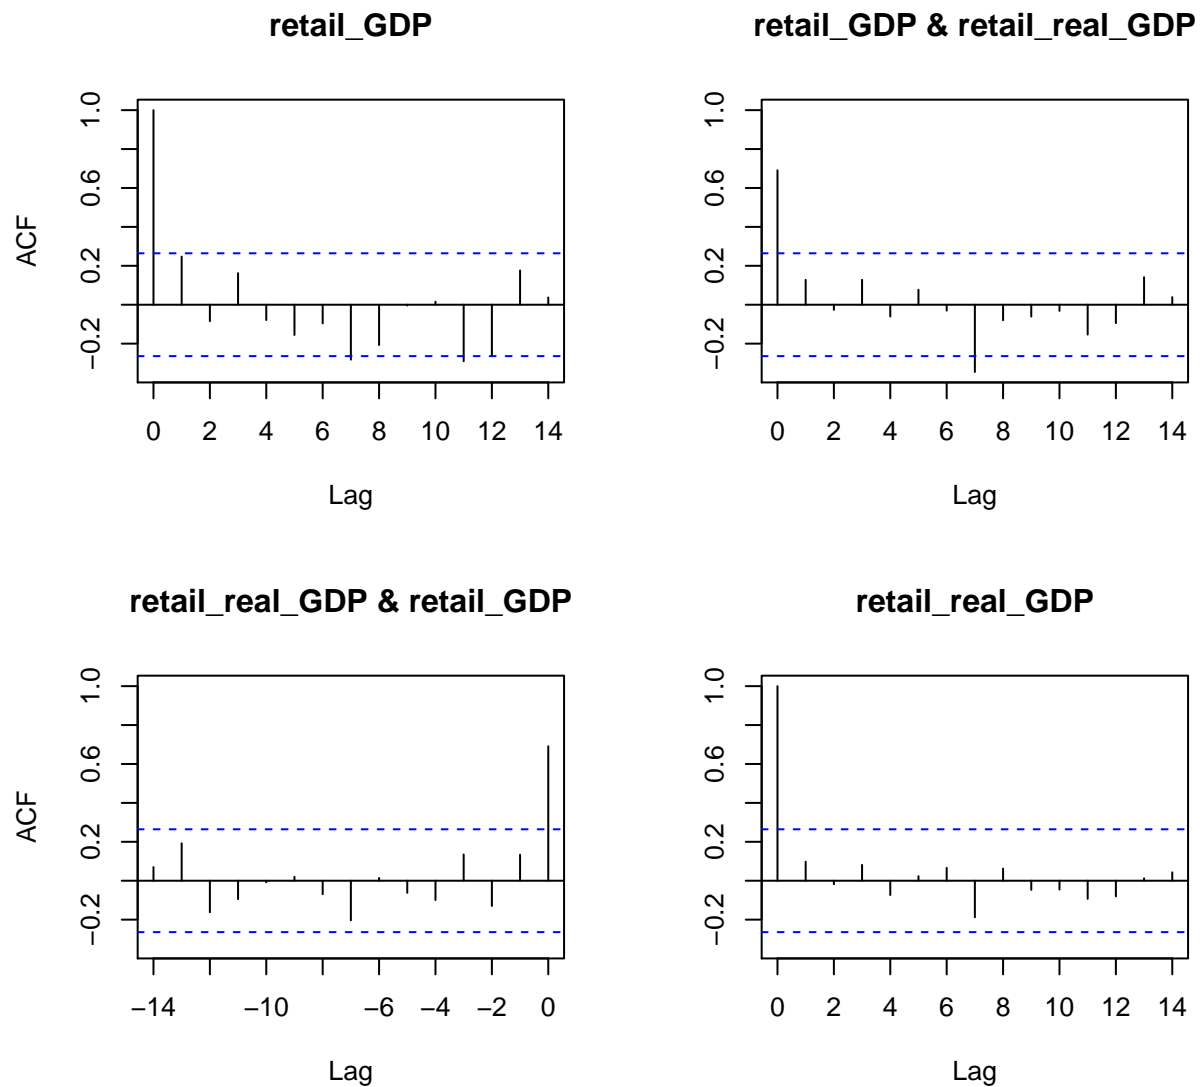 retail_GDP
ACF
1.0
0.6
0.2
−0.2
0 2 4 6 8 10 12 14
Lag
retail_GDP & retail_real_GDP
1.0
0.6
0.2
−0.2
0 2 4 6 8 10 12 14
Lag
retail_real_GDP & retail_GDP
ACF
1.0
0.6
0.2
−0.2
−14 −10 −6 −4 −2 0
Lag
retail_real_GDP
1.0
0.6
0.2
−0.2
0 2 4 6 8 10 12 14
Lag